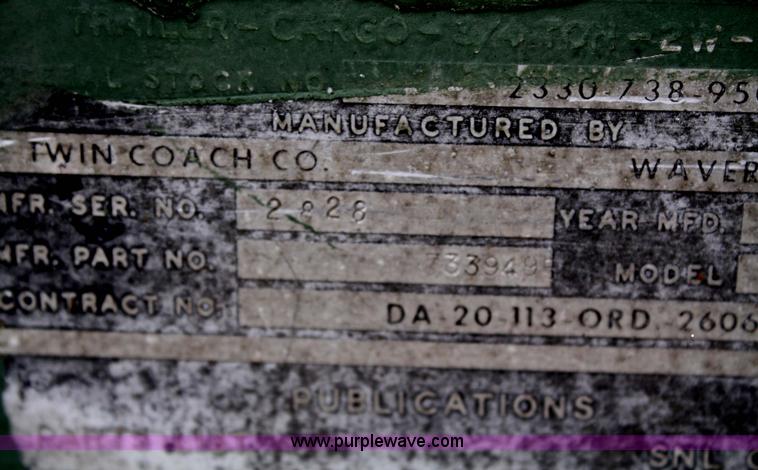 TRAILER-CARGO-3/4 TON-2W-
L STOCK NO. 2330-738-950
MANUFACTURED BY
TWIN COACH CO. WAVER
MFR. SER. NO. 2828 YEAR MFD.
MFR. PART NO. 733949 MODEL
CONTRACT NO. DA-20-113-ORD.-2606
PUBLICATIONS
www.purplewave.com
SNL